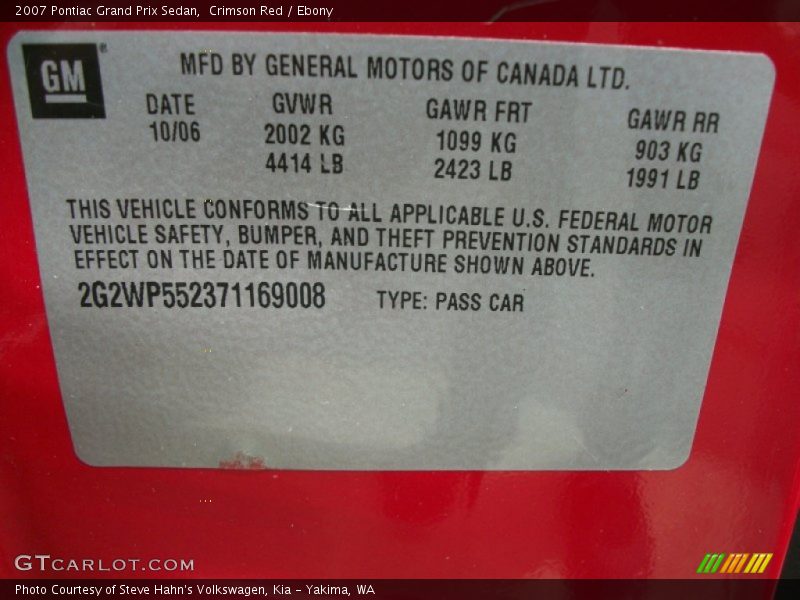 2007 Pontiac Grand Prix Sedan,  Crimson Red / Ebony
GM®
MFD BY GENERAL MOTORS OF CANADA LTD.
DATE GVWR GAWR FRT GAWR RR
10/06 2002 KG 1099 KG 903 KG
4414 LB 2423 LB 1991 LB
THIS VEHICLE CONFORMS TO ALL APPLICABLE U.S. FEDERAL MOTOR
VEHICLE SAFETY, BUMPER, AND THEFT PREVENTION STANDARDS IN
EFFECT ON THE DATE OF MANUFACTURE SHOWN ABOVE.
2G2WP552371169008 TYPE: PASS CAR
GTCARLOT.COM
Photo Courtesy of Steve Hahn's Volkswagen, Kia – Yakima, WA